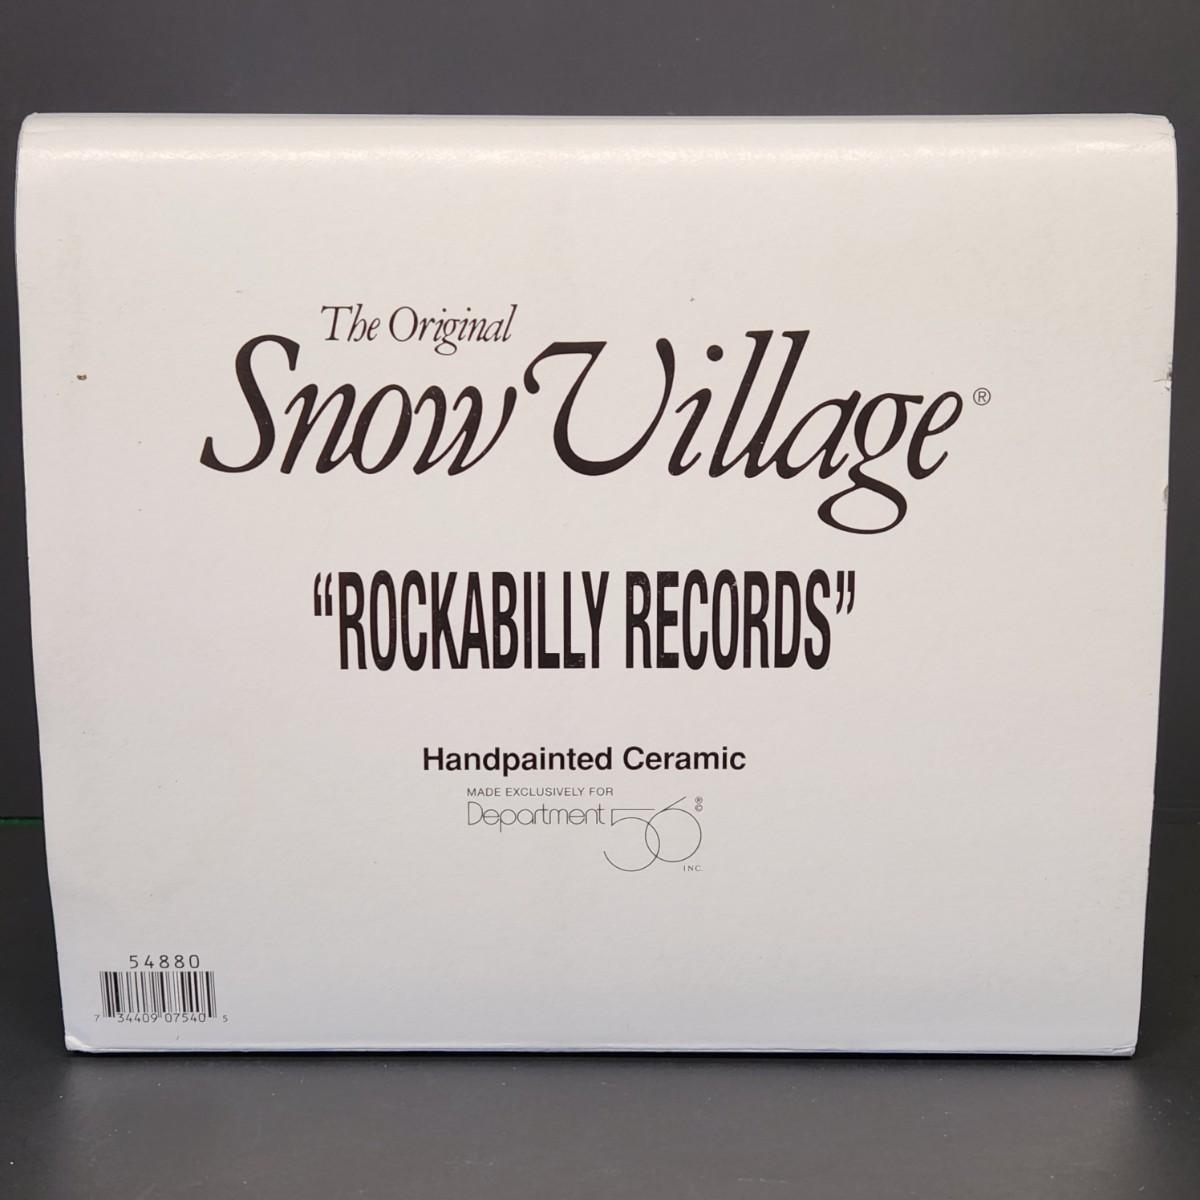 The Original
Snow Village®
“ROCKABILLY RECORDS”
Handpainted Ceramic
MADE EXCLUSIVELY FOR
Department 56 ®©
INC.
54880
7 34409 07540 5